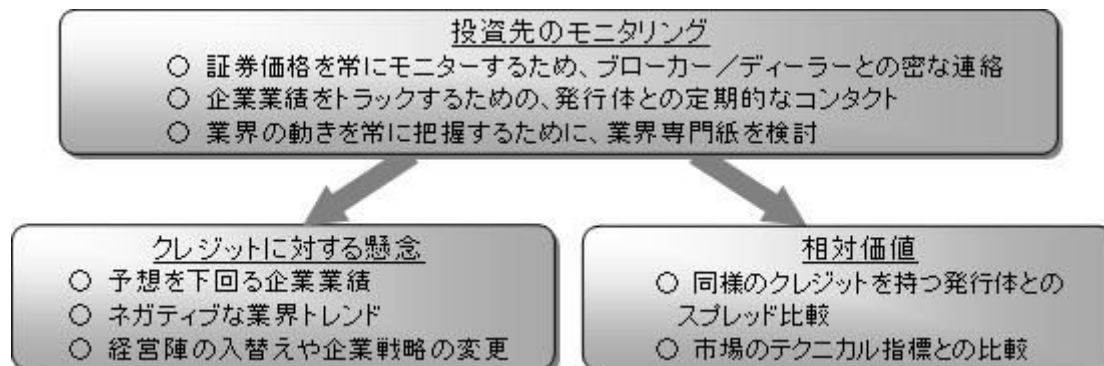 投資先のモニタリング
○ 証券価格を常にモニターするため、ブローカー／ディーラーとの密な連絡
○ 企業業績をトラックするための、発行体との定期的なコンタクト
○ 業界の動きを常に把握するために、業界専門紙を検討
クレジットに対する懸念
○ 予想を下回る企業業績
○ ネガティブな業界トレンド
○ 経営陣の入替えや企業戦略の変更
相対価値
○ 同様のクレジットを持つ発行体との
スプレッド比較
○ 市場のテクニカル指標との比較